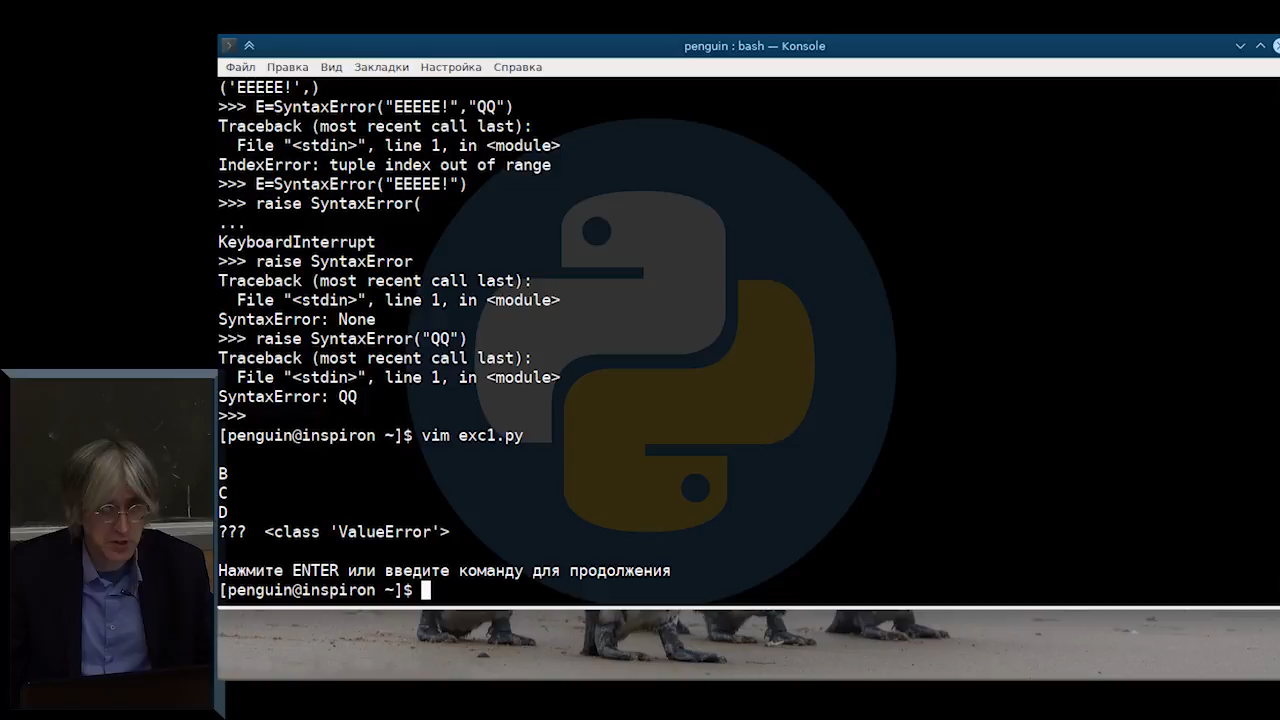 penguin : bash — Konsole
Файл Правка Вид Закладки Настройка Справка
('EEEEE!',)
>>> E=SyntaxError("EEEEE!","QQ")
Traceback (most recent call last):
  File "<stdin>", line 1, in <module>
IndexError: tuple index out of range
>>> E=SyntaxError("EEEEE!")
>>> raise SyntaxError(
...
KeyboardInterrupt
>>> raise SyntaxError
Traceback (most recent call last):
  File "<stdin>", line 1, in <module>
SyntaxError: None
>>> raise SyntaxError("QQ")
Traceback (most recent call last):
  File "<stdin>", line 1, in <module>
SyntaxError: QQ
>>>
[penguin@inspiron ~]$ vim exc1.py
B
C
D
???  <class 'ValueError'>
Нажмите ENTER или введите команду для продолжения
[penguin@inspiron ~]$